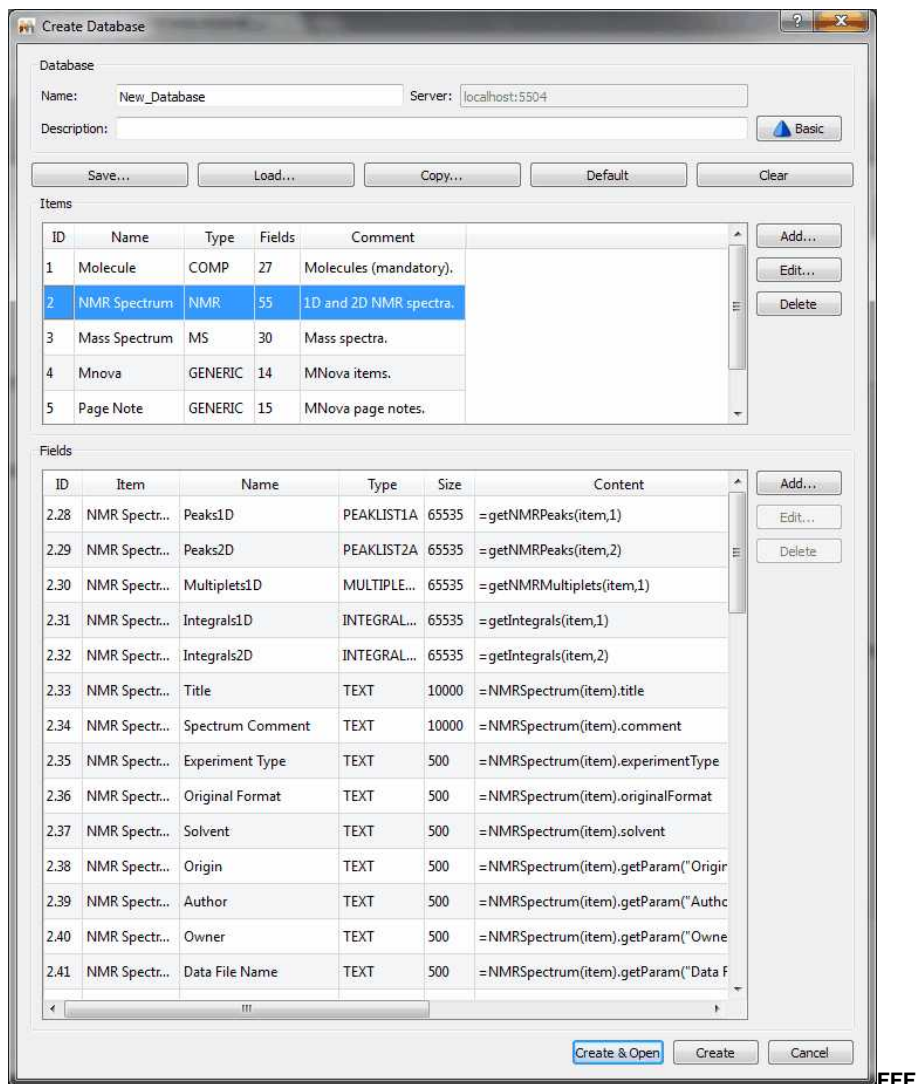 Create Database
Database
Name: New_Database Server: localhost:5504
Description: Basic
Save... Load... Copy... Default Clear
Items
ID Name Type Fields Comment Add...
1 Molecule COMP 27 Molecules (mandatory). Edit...
2 NMR Spectrum NMR 55 1D and 2D NMR spectra. Delete
3 Mass Spectrum MS 30 Mass spectra.
4 Mnova GENERIC 14 MNova items.
5 Page Note GENERIC 15 MNova page notes.
Fields
ID Item Name Type Size Content Add...
2.28 NMR Spectr... Peaks1D PEAKLIST1A 65535 =getNMRPeaks(item,1) Edit...
2.29 NMR Spectr... Peaks2D PEAKLIST2A 65535 =getNMRPeaks(item,2) Delete
2.30 NMR Spectr... Multiplets1D MULTIPLE... 65535 =getNMRMultiplets(item,1)
2.31 NMR Spectr... Integrals1D INTEGRAL... 65535 =getIntegrals(item,1)
2.32 NMR Spectr... Integrals2D INTEGRAL... 65535 =getIntegrals(item,2)
2.33 NMR Spectr... Title TEXT 10000 =NMRSpectrum(item).title
2.34 NMR Spectr... Spectrum Comment TEXT 10000 =NMRSpectrum(item).comment
2.35 NMR Spectr... Experiment Type TEXT 500 =NMRSpectrum(item).experimentType
2.36 NMR Spectr... Original Format TEXT 500 =NMRSpectrum(item).originalFormat
2.37 NMR Spectr... Solvent TEXT 500 =NMRSpectrum(item).solvent
2.38 NMR Spectr... Origin TEXT 500 =NMRSpectrum(item).getParam("Origin
2.39 NMR Spectr... Author TEXT 500 =NMRSpectrum(item).getParam("Autho
2.40 NMR Spectr... Owner TEXT 500 =NMRSpectrum(item).getParam("Owne
2.41 NMR Spectr... Data File Name TEXT 500 =NMRSpectrum(item).getParam("Data F
Create & Open Create Cancel